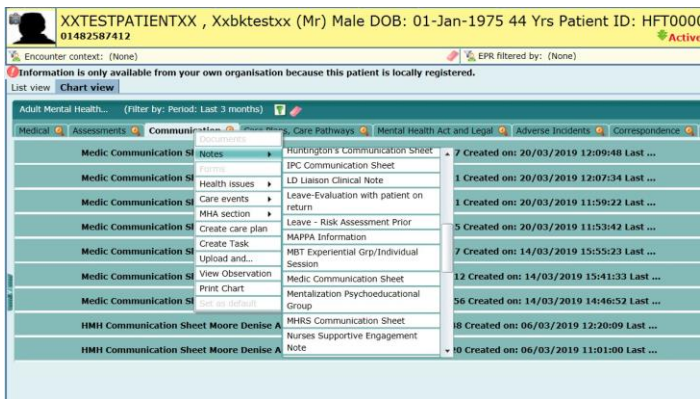 XXTESTPATIENTXX , Xxbktestxx (Mr) Male DOB: 01-Jan-1975 44 Yrs Patient ID: HFT000
01482587412
Active
Encounter context: (None)
EPR filtered by: (None)
Information is only available from your own organisation because this patient is locally registered.
List view Chart view
Adult Mental Health... (Filter by: Period: Last 3 months)
Medical Assessments Communication Care Plans, Care Pathways Mental Health Act and Legal Adverse Incidents Correspondence
Documents
Notes
Forms
Health issues
Care events
MHA section
Create care plan
Create Task
Upload and...
View Observation
Print Chart
Set as default
Huntington's Communication Sheet
IPC Communication Sheet
LD Liaison Clinical Note
Leave-Evaluation with patient on
return
Leave - Risk Assessment Prior
MAPPA Information
MBT Experiential Grp/Individual
Session
Medic Communication Sheet
Mentalization Psychoeducational
Group
MHRS Communication Sheet
Nurses Supportive Engagement
Note
Medic Communication S 7 Created on: 20/03/2019 12:09:48 Last ...
Medic Communication S 1 Created on: 20/03/2019 12:07:34 Last ...
Medic Communication S 1 Created on: 20/03/2019 11:59:22 Last ...
Medic Communication S 5 Created on: 20/03/2019 11:53:42 Last ...
Medic Communication S 7 Created on: 14/03/2019 15:55:23 Last ...
Medic Communication S 12 Created on: 14/03/2019 15:41:33 Last ...
Medic Communication S 56 Created on: 14/03/2019 14:46:52 Last ...
HMH Communication Sheet Moore Denise A 38 Created on: 06/03/2019 12:20:09 Last ...
HMH Communication Sheet Moore Denise A 20 Created on: 06/03/2019 11:01:00 Last ...